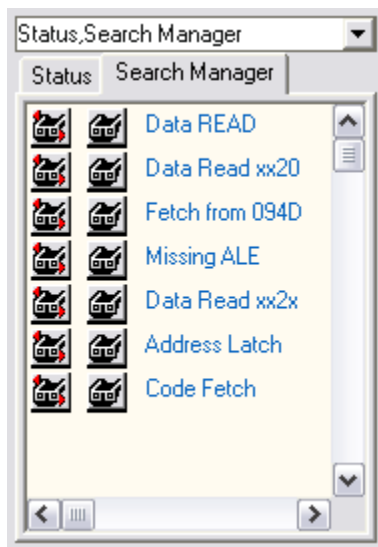 Status,Search Manager
Status Search Manager
Data READ
Data Read xx20
Fetch from 094D
Missing ALE
Data Read xx2x
Address Latch
Code Fetch